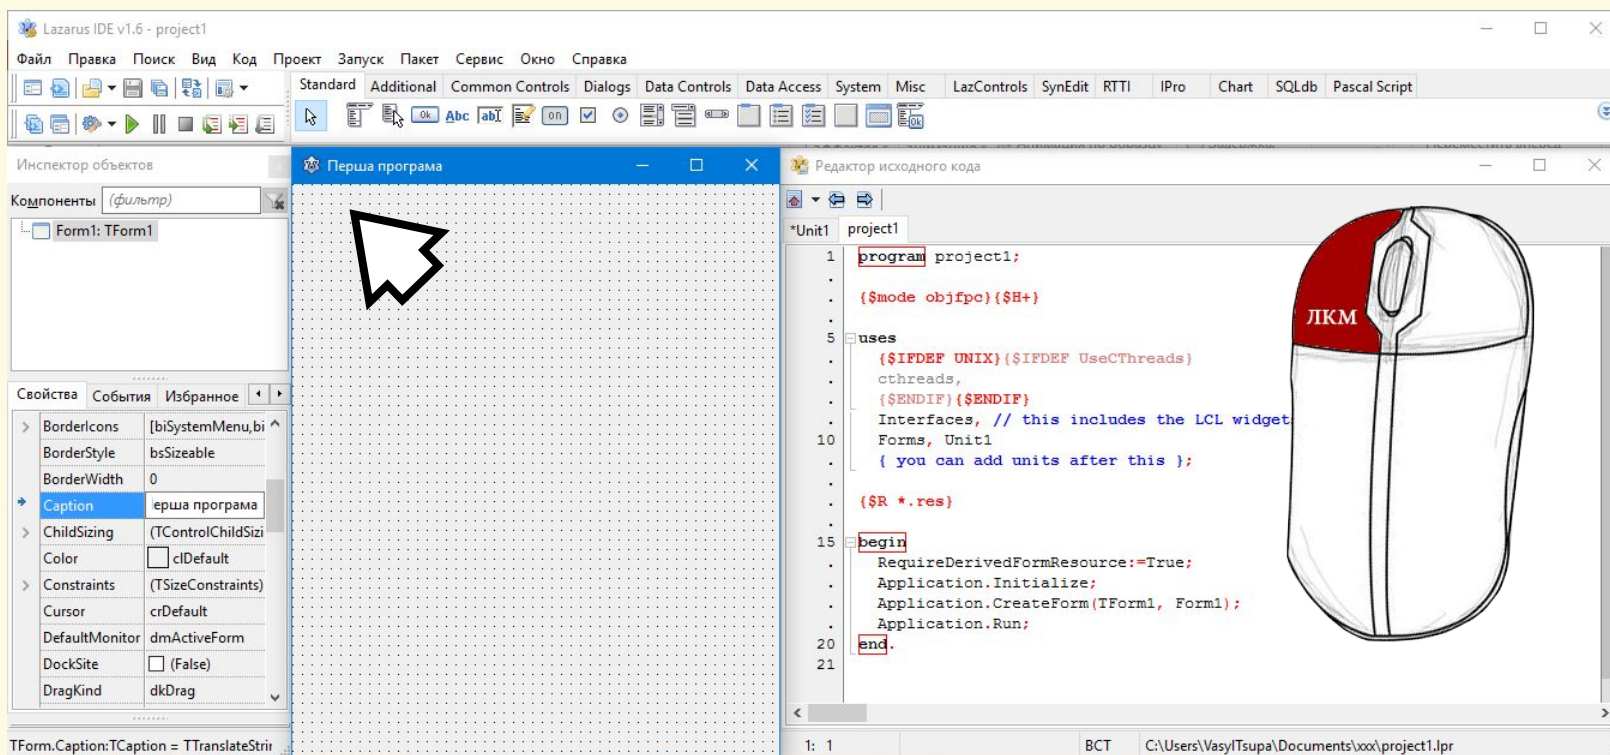 Lazarus IDE v1.6 - project1
Файл Правка Поиск Вид Код Проект Запуск Пакет Сервис Окно Справка
Standard Additional Common Controls Dialogs Data Controls Data Access System Misc LazControls SynEdit RTTI IPro Chart SQLdb Pascal Script
Ok Abc abI on Ok
Инспектор объектов
Компоненты (фильтр)
Form1: TForm1
Свойства События Избранное
BorderIcons [biSystemMenu,bi
BorderStyle bsSizeable
BorderWidth 0
Caption ерша програма
ChildSizing (TControlChildSizi
Color clDefault
Constraints (TSizeConstraints)
Cursor crDefault
DefaultMonitor dmActiveForm
DockSite (False)
DragKind dkDrag
TForm.Caption:TCaption = TTranslateStrir
Перша програма
Редактор исходного кода
*Unit1 project1
1 program project1;
{$mode objfpc}{$H+}
5 uses
{$IFDEF UNIX}{$IFDEF UseCThreads}
cthreads,
{$ENDIF}{$ENDIF}
Interfaces, // this includes the LCL widget
10 Forms, Unit1
{ you can add units after this };
{$R *.res}
15 begin
RequireDerivedFormResource:=True;
Application.Initialize;
Application.CreateForm(TForm1, Form1);
Application.Run;
20 end.
21
1: 1 ВСТ C:\Users\VasylTsupa\Documents\xxx\project1.lpr
ЛКМ